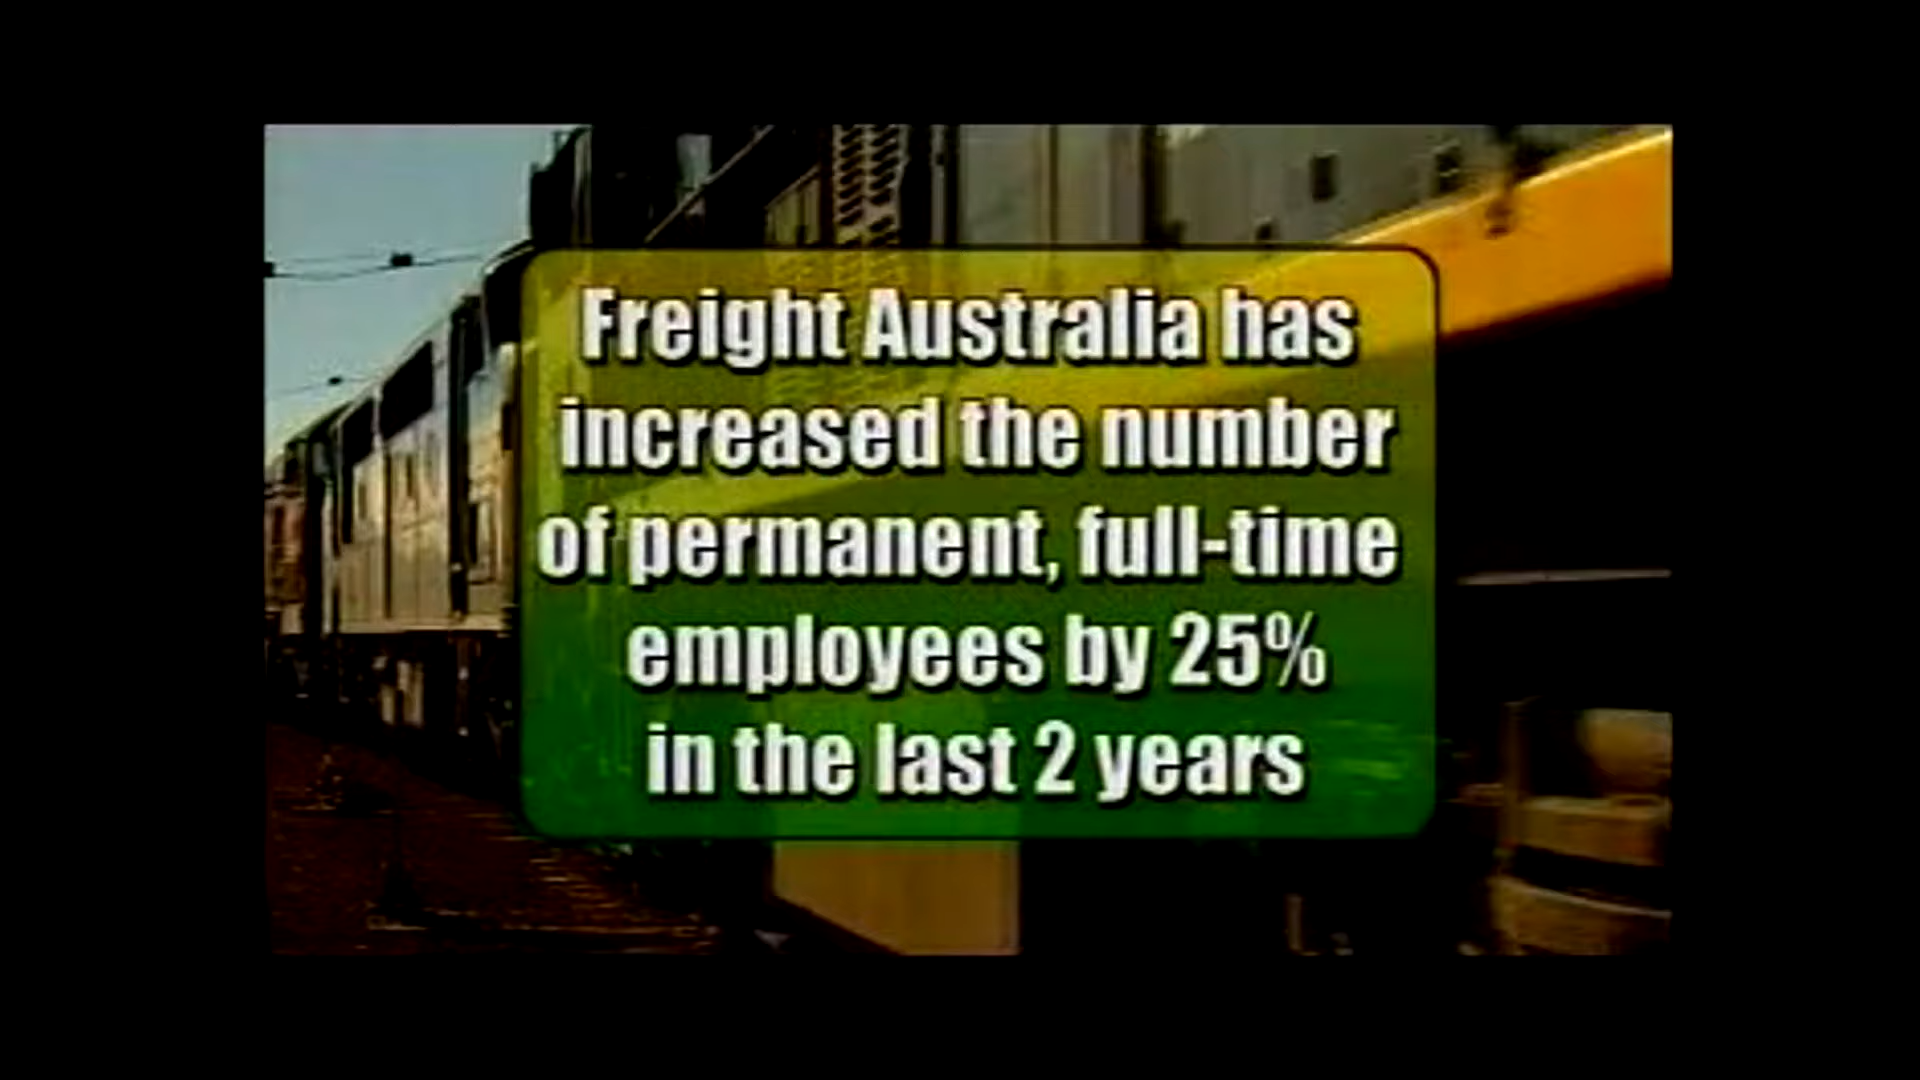 Freight Australia has
increased the number
of permanent, full-time
employees by 25%
in the last 2 years